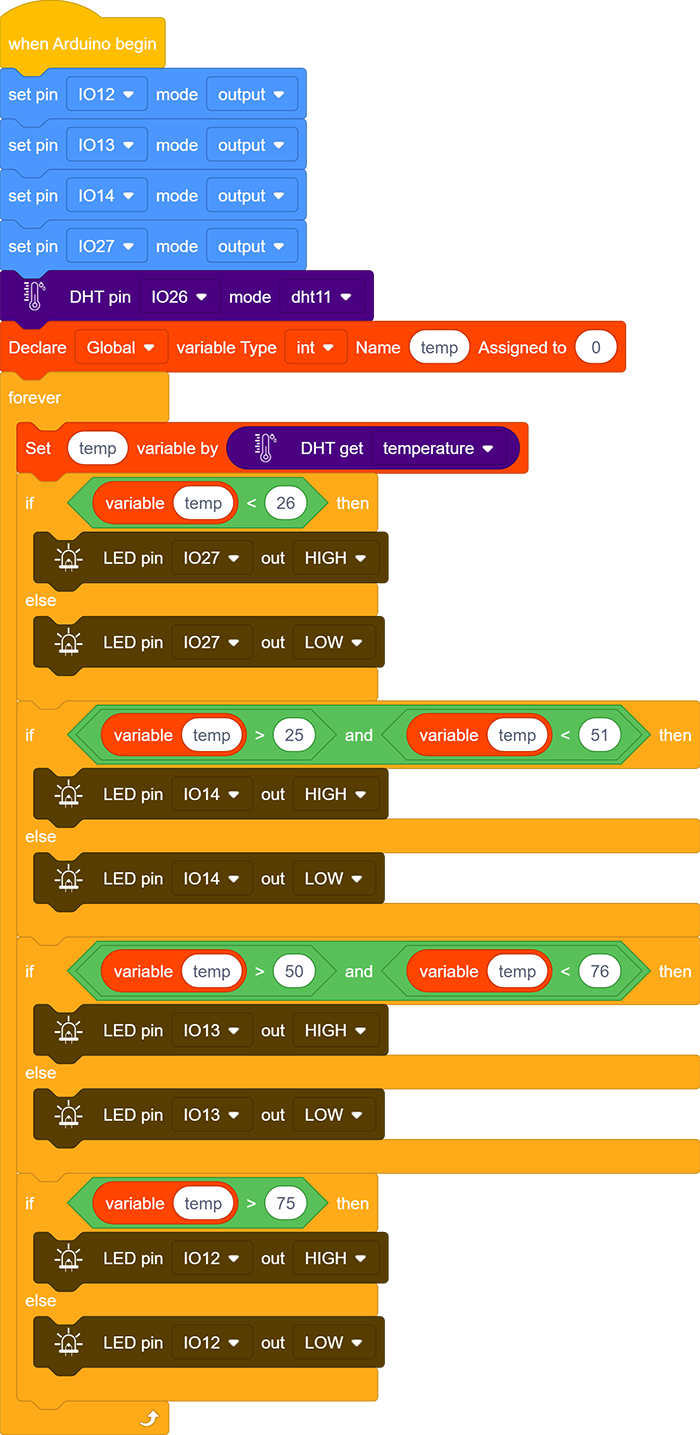 when Arduino begin
set pin IO12 mode output
set pin IO13 mode output
set pin IO14 mode output
set pin IO27 mode output
DHT pin IO26 mode dht11
Declare Global variable Type int Name temp Assigned to 0
forever
Set temp variable by DHT get temperature
if variable temp < 26 then
LED pin IO27 out HIGH
else
LED pin IO27 out LOW
if variable temp > 25 and variable temp < 51 then
LED pin IO14 out HIGH
else
LED pin IO14 out LOW
if variable temp > 50 and variable temp < 76 then
LED pin IO13 out HIGH
else
LED pin IO13 out LOW
if variable temp > 75 then
LED pin IO12 out HIGH
else
LED pin IO12 out LOW